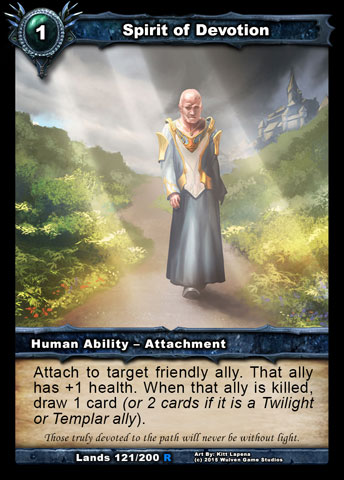 1
Spirit of Devotion
Human Ability – Attachment
Attach to target friendly ally. That ally
has +1 health. When that ally is killed,
draw 1 card (or 2 cards if it is a Twilight
or Templar ally).
Those truly devoted to the path will never be without light.
Lands 121/200 R
Art By: Kitt Lapena
(c) 2015 Wulven Game Studios